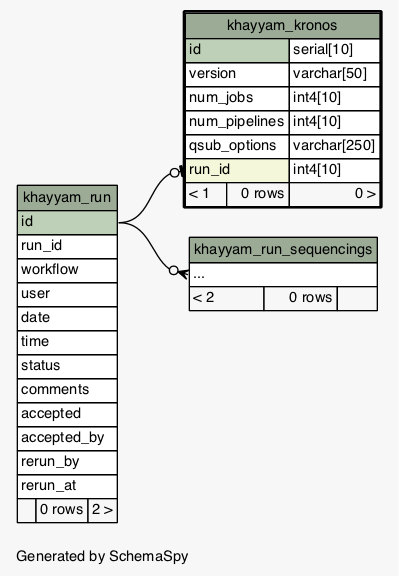 khayyam_kronos
id serial[10]
version varchar[50]
num_jobs int4[10]
num_pipelines int4[10]
qsub_options varchar[250]
run_id int4[10]
< 1 0 rows 0 >
khayyam_run
id
run_id
workflow
user
date
time
status
comments
accepted
accepted_by
rerun_by
rerun_at
0 rows 2 >
khayyam_run_sequencings
...
< 2 0 rows
Generated by SchemaSpy